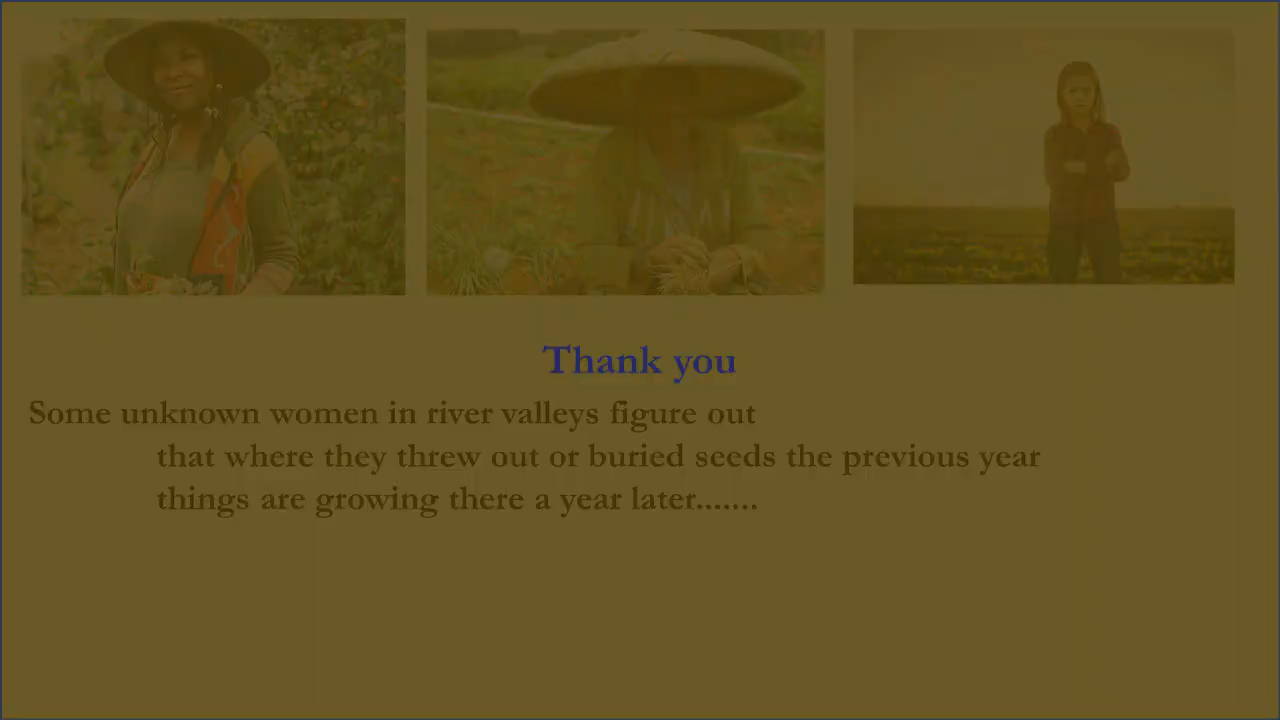 Thank you
Some unknown women in river valleys figure out
that where they threw out or buried seeds the previous year
things are growing there a year later.......